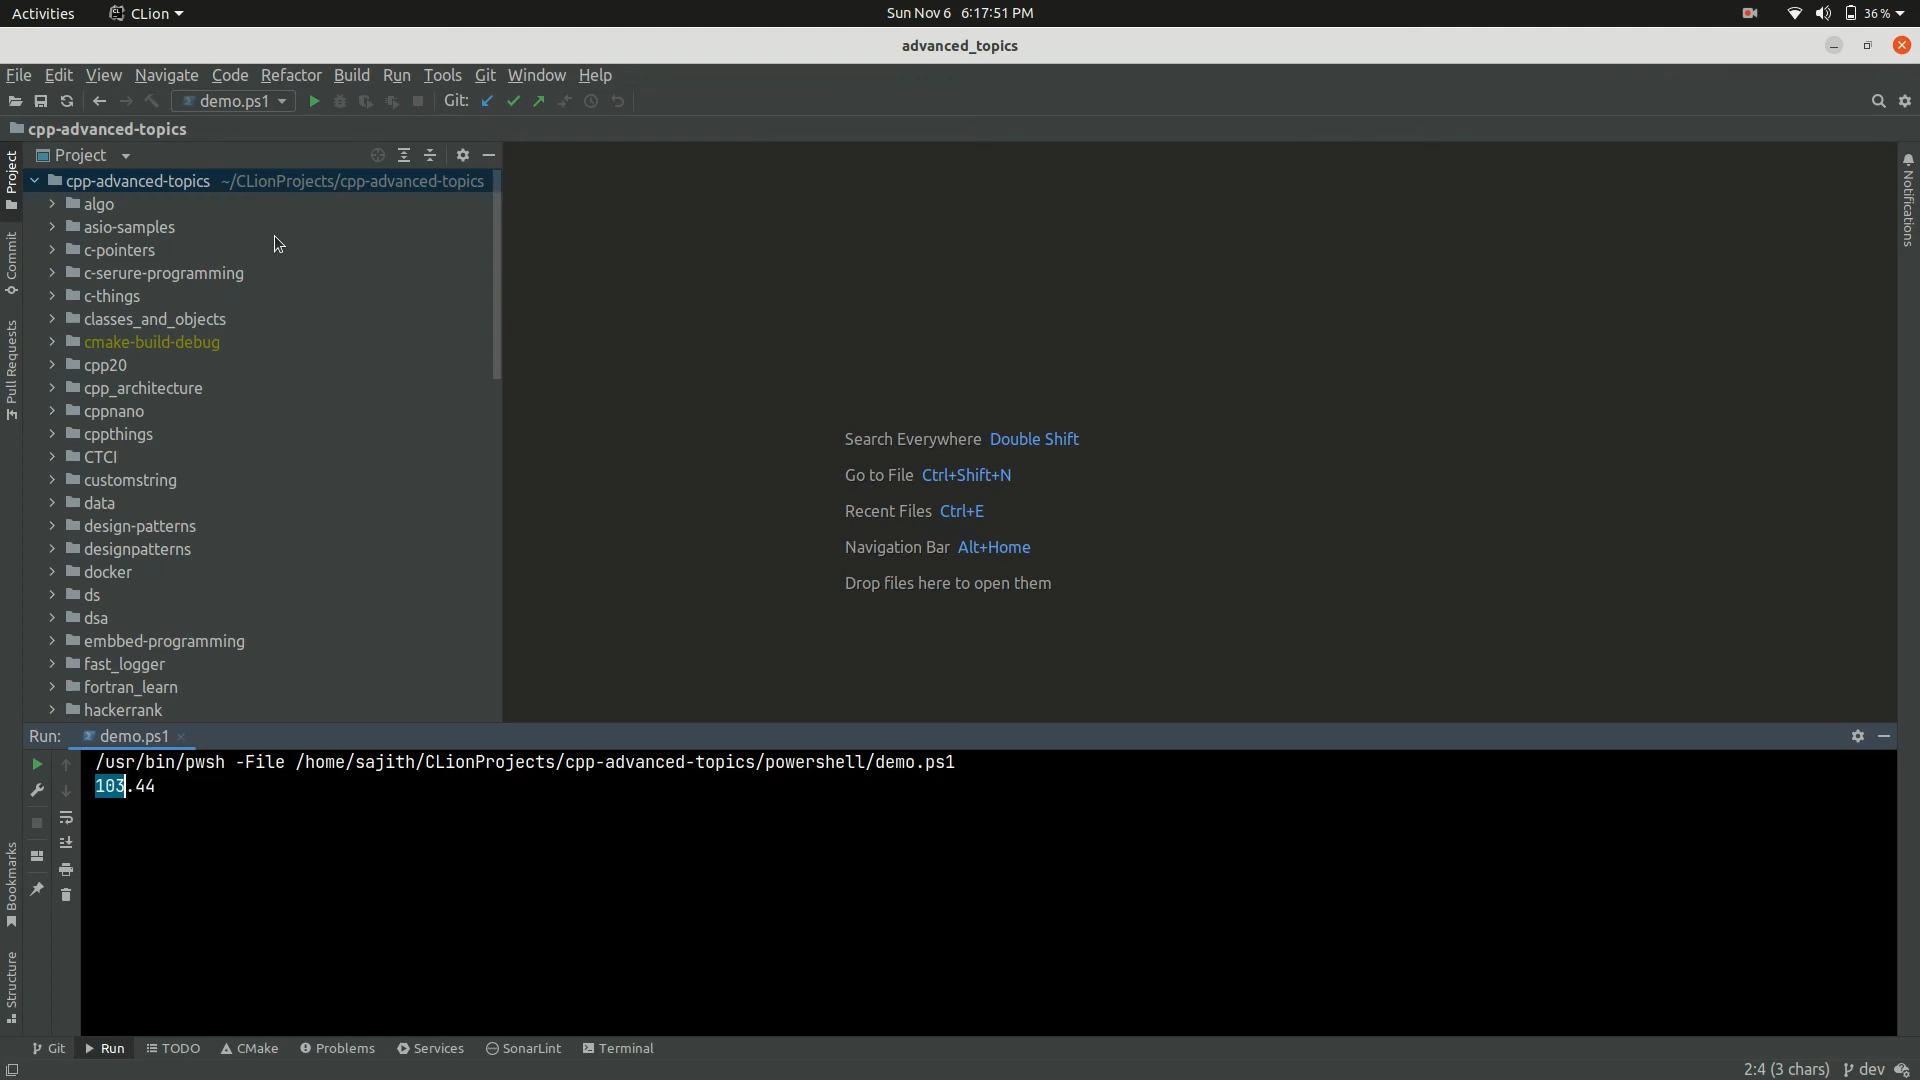 Activities CLion Sun Nov 6 6:17:51 PM 36 %
advanced_topics
File Edit View Navigate Code Refactor Build Run Tools Git Window Help
demo.ps1 Git:
cpp-advanced-topics
Project
cpp-advanced-topics ~/CLionProjects/cpp-advanced-topics
algo
asio-samples
c-pointers
c-serure-programming
c-things
classes_and_objects
cmake-build-debug
cpp20
cpp_architecture
cppnano
cppthings
CTCI
customstring
data
design-patterns
designpatterns
docker
ds
dsa
embbed-programming
fast_logger
fortran_learn
hackerrank
Project
Commit
Pull Requests
Bookmarks
Structure
Notifications
Search Everywhere Double Shift
Go to File Ctrl+Shift+N
Recent Files Ctrl+E
Navigation Bar Alt+Home
Drop files here to open them
Run: demo.ps1
/usr/bin/pwsh -File /home/sajith/CLionProjects/cpp-advanced-topics/powershell/demo.ps1
103.44
Git Run TODO CMake Problems Services SonarLint Terminal
2:4 (3 chars) dev